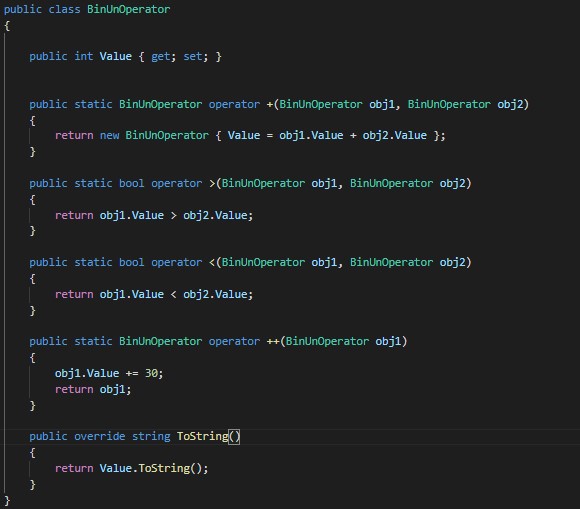 public class BinUnOperator
{
public int Value { get; set; }
public static BinUnOperator operator +(BinUnOperator obj1, BinUnOperator obj2)
{
return new BinUnOperator { Value = obj1.Value + obj2.Value };
}
public static bool operator >(BinUnOperator obj1, BinUnOperator obj2)
{
return obj1.Value > obj2.Value;
}
public static bool operator <(BinUnOperator obj1, BinUnOperator obj2)
{
return obj1.Value < obj2.Value;
}
public static BinUnOperator operator ++(BinUnOperator obj1)
{
obj1.Value += 30;
return obj1;
}
public override string ToString()
{
return Value.ToString();
}
}